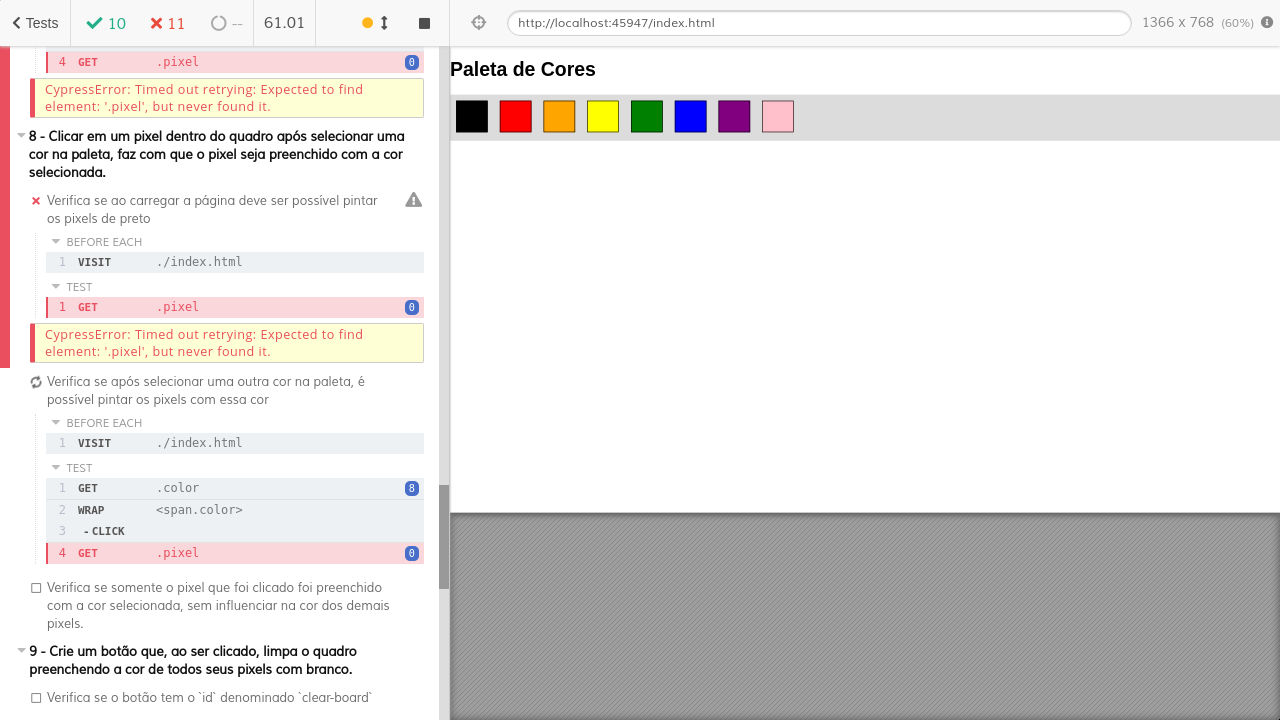 Tests 10 11 -- 61.01 http://localhost:45947/index.html 1366 x 768 (60%)
4 GET .pixel 0
CypressError: Timed out retrying: Expected to find
element: '.pixel', but never found it.
8 - Clicar em um pixel dentro do quadro após selecionar uma
cor na paleta, faz com que o pixel seja preenchido com a cor
selecionada.
Verifica se ao carregar a página deve ser possível pintar
os pixels de preto
BEFORE EACH
1 VISIT ./index.html
TEST
1 GET .pixel 0
CypressError: Timed out retrying: Expected to find
element: '.pixel', but never found it.
Verifica se após selecionar uma outra cor na paleta, é
possível pintar os pixels com essa cor
BEFORE EACH
1 VISIT ./index.html
TEST
1 GET .color 8
2 WRAP <span.color>
3 - CLICK
4 GET .pixel 0
Verifica se somente o pixel que foi clicado foi preenchido
com a cor selecionada, sem influenciar na cor dos demais
pixels.
9 - Crie um botão que, ao ser clicado, limpa o quadro
preenchendo a cor de todos seus pixels com branco.
Verifica se o botão tem o `id` denominado `clear-board`
Paleta de Cores